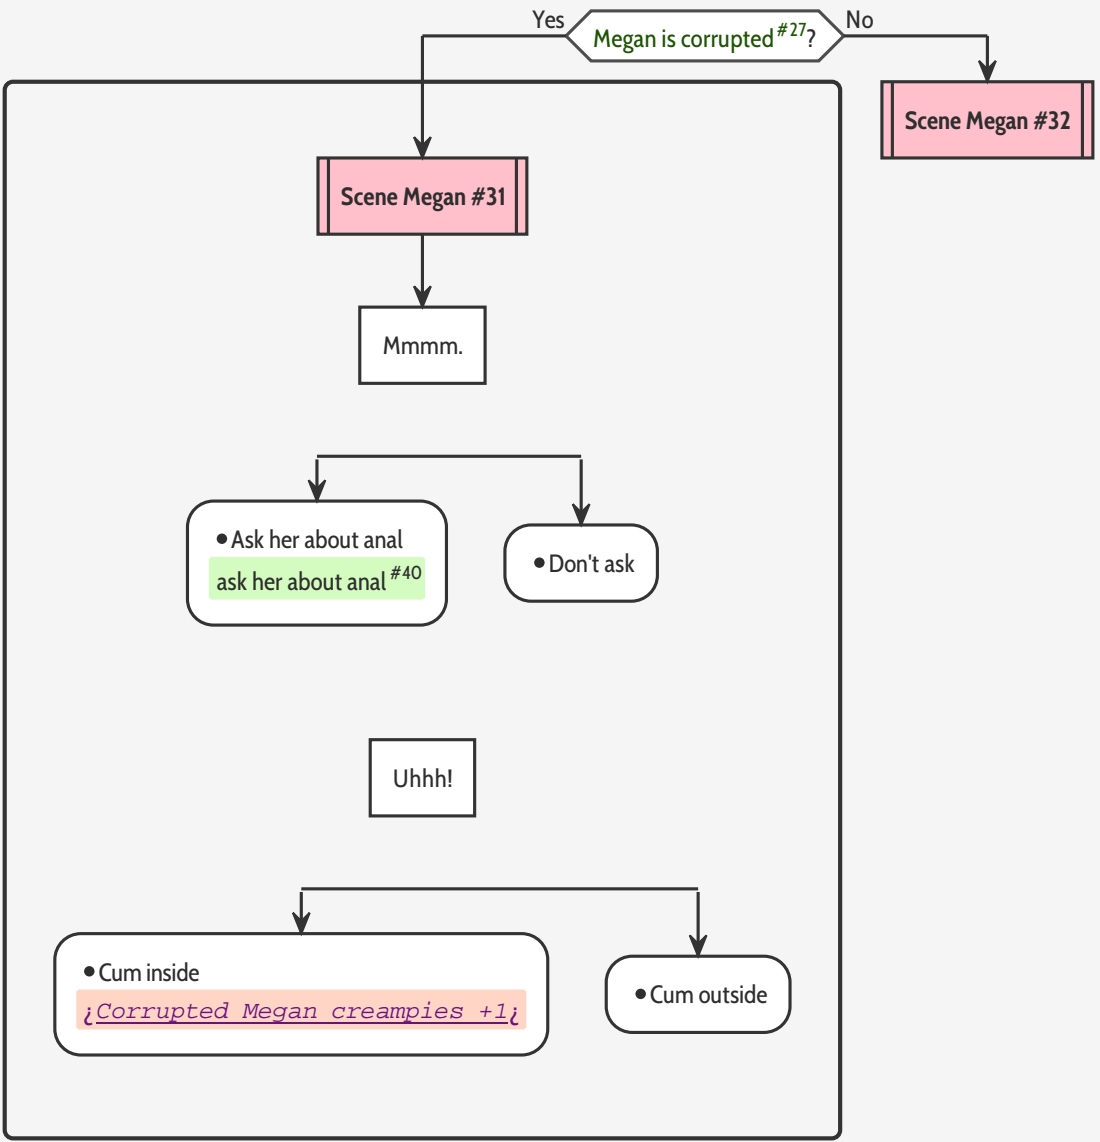 Yes
Megan is corrupted #27?
No
Scene Megan #32
Scene Megan #31
Mmmm.
•Ask her about anal
ask her about anal #40
•Don't ask
Uhhh!
•Cum inside
¿Corrupted Megan creampies +1¿
•Cum outside